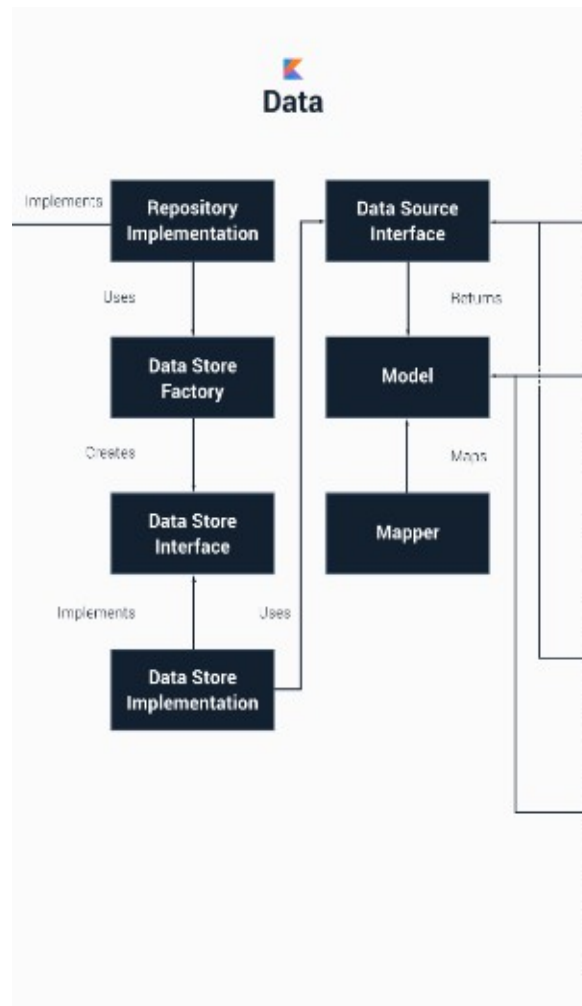 Data
Implements
Repository
Implementation
Data Source
Interface
Uses
Returns
Data Store
Factory
Model
Creates
Maps
Data Store
Interface
Mapper
Implements
Uses
Data Store
Implementation